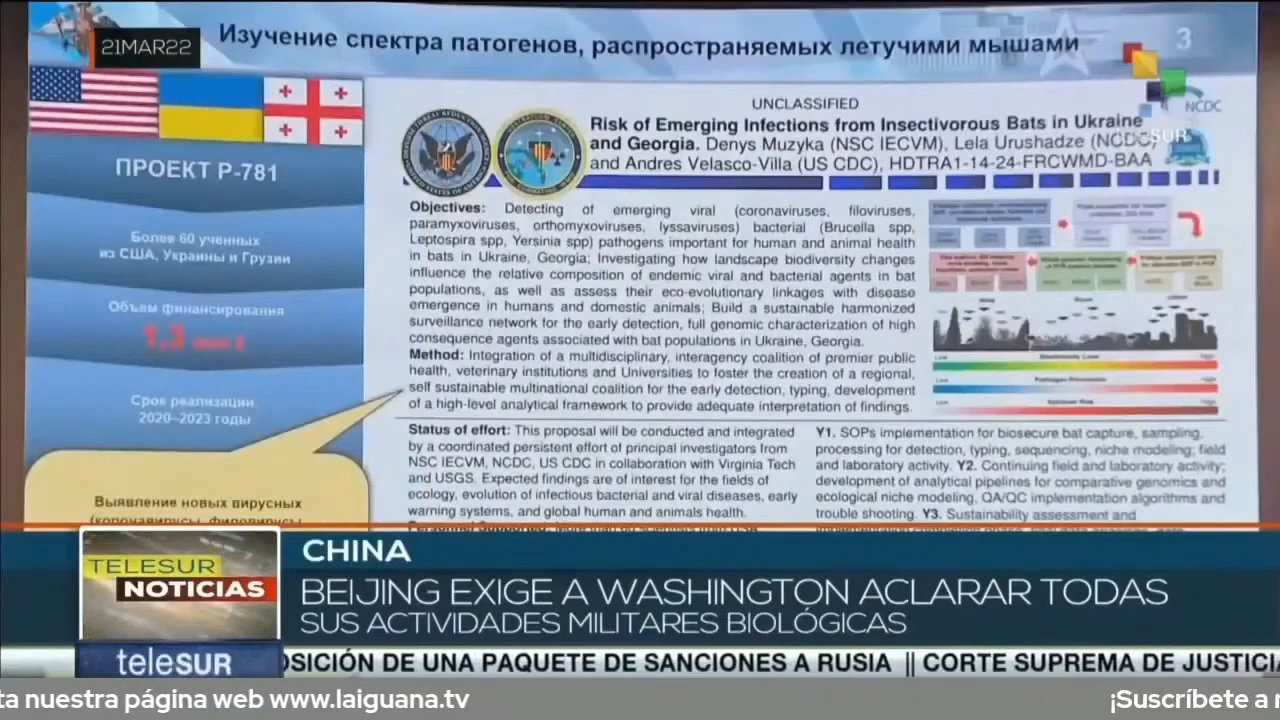 21MAR22
Изучение спектра патогенов, распространяемых летучими мышами
3
NCDC
SUR
ПРОЕКТ P-781
Более 60 ученных
из США, Украины и Грузии
Объем финансирования
1,3
Срок реализации
2020–2023 годы
Выявление новых вирусных
(коронавирусы, филовирусы
UNCLASSIFIED
Risk of Emerging Infections from Insectivorous Bats in Ukraine
and Georgia. Denys Muzyka (NSC IECVM), Lela Urushadze (NCDC),
and Andres Velasco-Villa (US CDC), HDTRA1-14-24-FRCWMD-BAA
Objectives: Detecting of emerging viral (coronaviruses, filoviruses,
paramyxoviruses, orthomyxoviruses, lyssaviruses) bacterial (Brucella spp,
Leptospira spp, Yersinia spp) pathogens important for human and animal health
in bats in Ukraine, Georgia; Investigating how landscape biodiversity changes
influence the relative composition of endemic viral and bacterial agents in bat
populations, as well as assess their eco-evolutionary linkages with disease
emergence in humans and domestic animals; Build a sustainable harmonized
surveillance network for the early detection, full genomic characterization of high
consequence agents associated with bat populations in Ukraine, Georgia.
Method: Integration of a multidisciplinary, interagency coalition of premier public
health, veterinary institutions and Universities to foster the creation of a regional,
self sustainable multinational coalition for the early detection, typing, development
of a high-level analytical framework to provide adequate interpretation of findings.
Status of effort: This proposal will be conducted and integrated
by a coordinated persistent effort of principal investigators from
NSC IECVM, NCDC, US CDC in collaboration with Virginia Tech
and USGS. Expected findings are of interest for the fields of
ecology, evolution of infectious bacterial and viral diseases, early
warning systems, and global human and animals health.
Y1. SOPs implementation for biosecure bat capture, sampling,
processing for detection, typing, sequencing, niche modeling; field
and laboratory activity. Y2. Continuing field and laboratory activity;
development of analytical pipelines for comparative genomics and
ecological niche modeling, QA/QC implementation algorithms and
trouble shooting. Y3. Sustainability assessment and
TELESUR
NOTICIAS
CHINA
BEIJING EXIGE A WASHINGTON ACLARAR TODAS
SUS ACTIVIDADES MILITARES BIOLÓGICAS
teleSUR
OSICIÓN DE UNA PAQUETE DE SANCIONES A RUSIA || CORTE SUPREMA DE JUSTICIA
ta nuestra página web www.laiguana.tv
¡Suscríbete a n